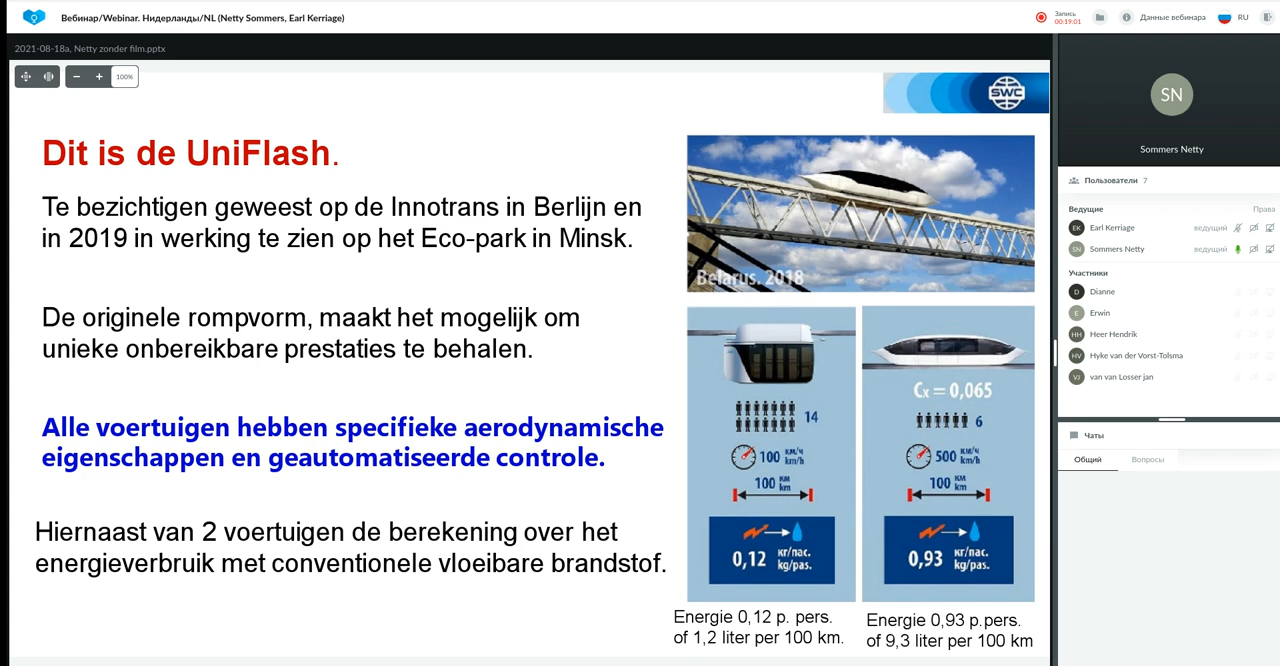 Вебинар/Webinar. Нидерланды/NL (Netty Sommers, Earl Kerriage)
Запись
00:19:01
Данные вебинара
RU
2021-08-18a, Netty zonder film.pptx
100%
SWC
Dit is de UniFlash.
Te bezichtigen geweest op de Innotrans in Berlijn en
in 2019 in werking te zien op het Eco-park in Minsk.
De originele rompvorm, maakt het mogelijk om
unieke onbereikbare prestaties te behalen.
Alle voertuigen hebben specifieke aerodynamische
eigenschappen en geautomatiseerde controle.
Hiernaast van 2 voertuigen de berekening over het
energieverbruik met conventionele vloeibare brandstof.
Belarus. 2018
14
100 км/ч
km/h
100 км
km
0,12 кг/пас.
kg/pas.
Energie 0,12 p. pers.
of 1,2 liter per 100 km.
Cx = 0,065
6
500 км/ч
km/h
100 км
km
0,93 кг/пас.
kg/pas.
Energie 0,93 p.pers.
of 9,3 liter per 100 km
SN
Sommers Netty
Пользователи 7
Ведущие Права
EK Earl Kerriage ведущий
SN Sommers Netty ведущий
Участники
D Dianne
E Erwin
HH Heer Hendrik
HV Hyke van der Vorst-Tolsma
VJ van van Losser jan
Чаты
Общий Вопросы